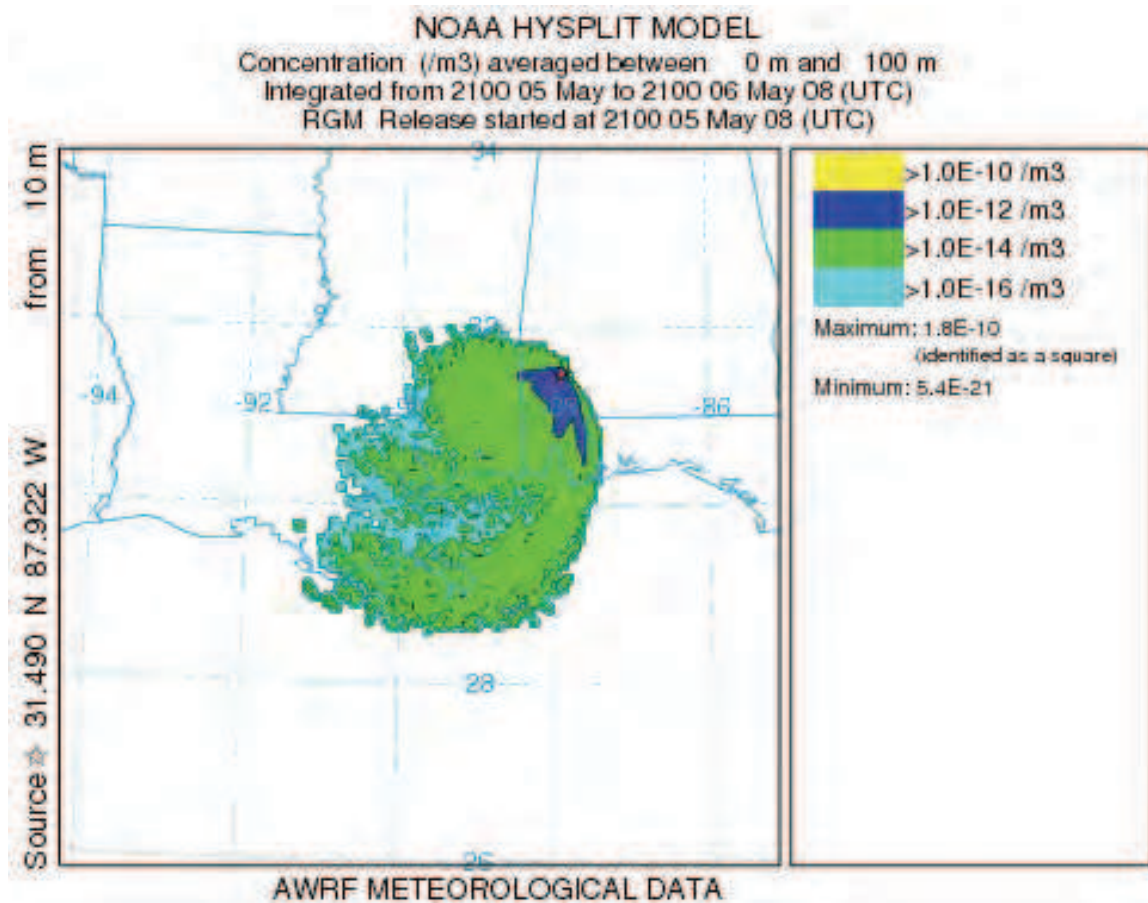 NOAA HYSPLIT MODEL
Concentration (/m3) averaged between 0 m and 100 m
Integrated from 2100 05 May to 2100 06 May 08 (UTC)
RGM Release started at 2100 05 May 08 (UTC)
Source ☆ 31.490 N 87.922 W from 10 m
34
-94
-92
-86
28
26
>1.0E-10 /m3
>1.0E-12 /m3
>1.0E-14 /m3
>1.0E-16 /m3
Maximum: 1.8E-10
(identified as a square)
Minimum: 5.4E-21
AWRF METEOROLOGICAL DATA